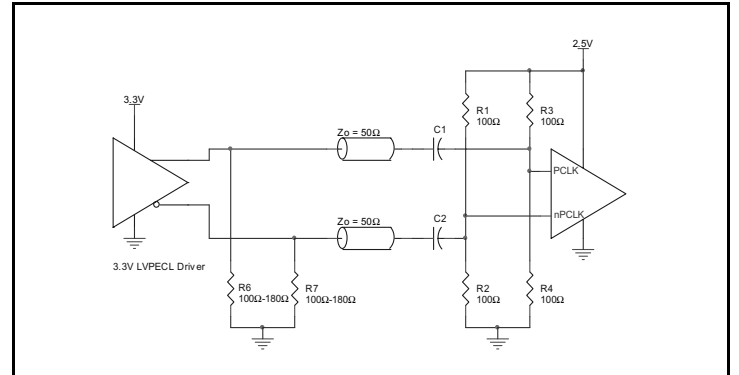 2.5V
3.3V
R1
100Ω
R3
100Ω
Zo = 50Ω
C1
PCLK
nPCLK
Zo = 50Ω
C2
3.3V LVPECL Driver
R6
100Ω-180Ω
R7
100Ω-180Ω
R2
100Ω
R4
100Ω